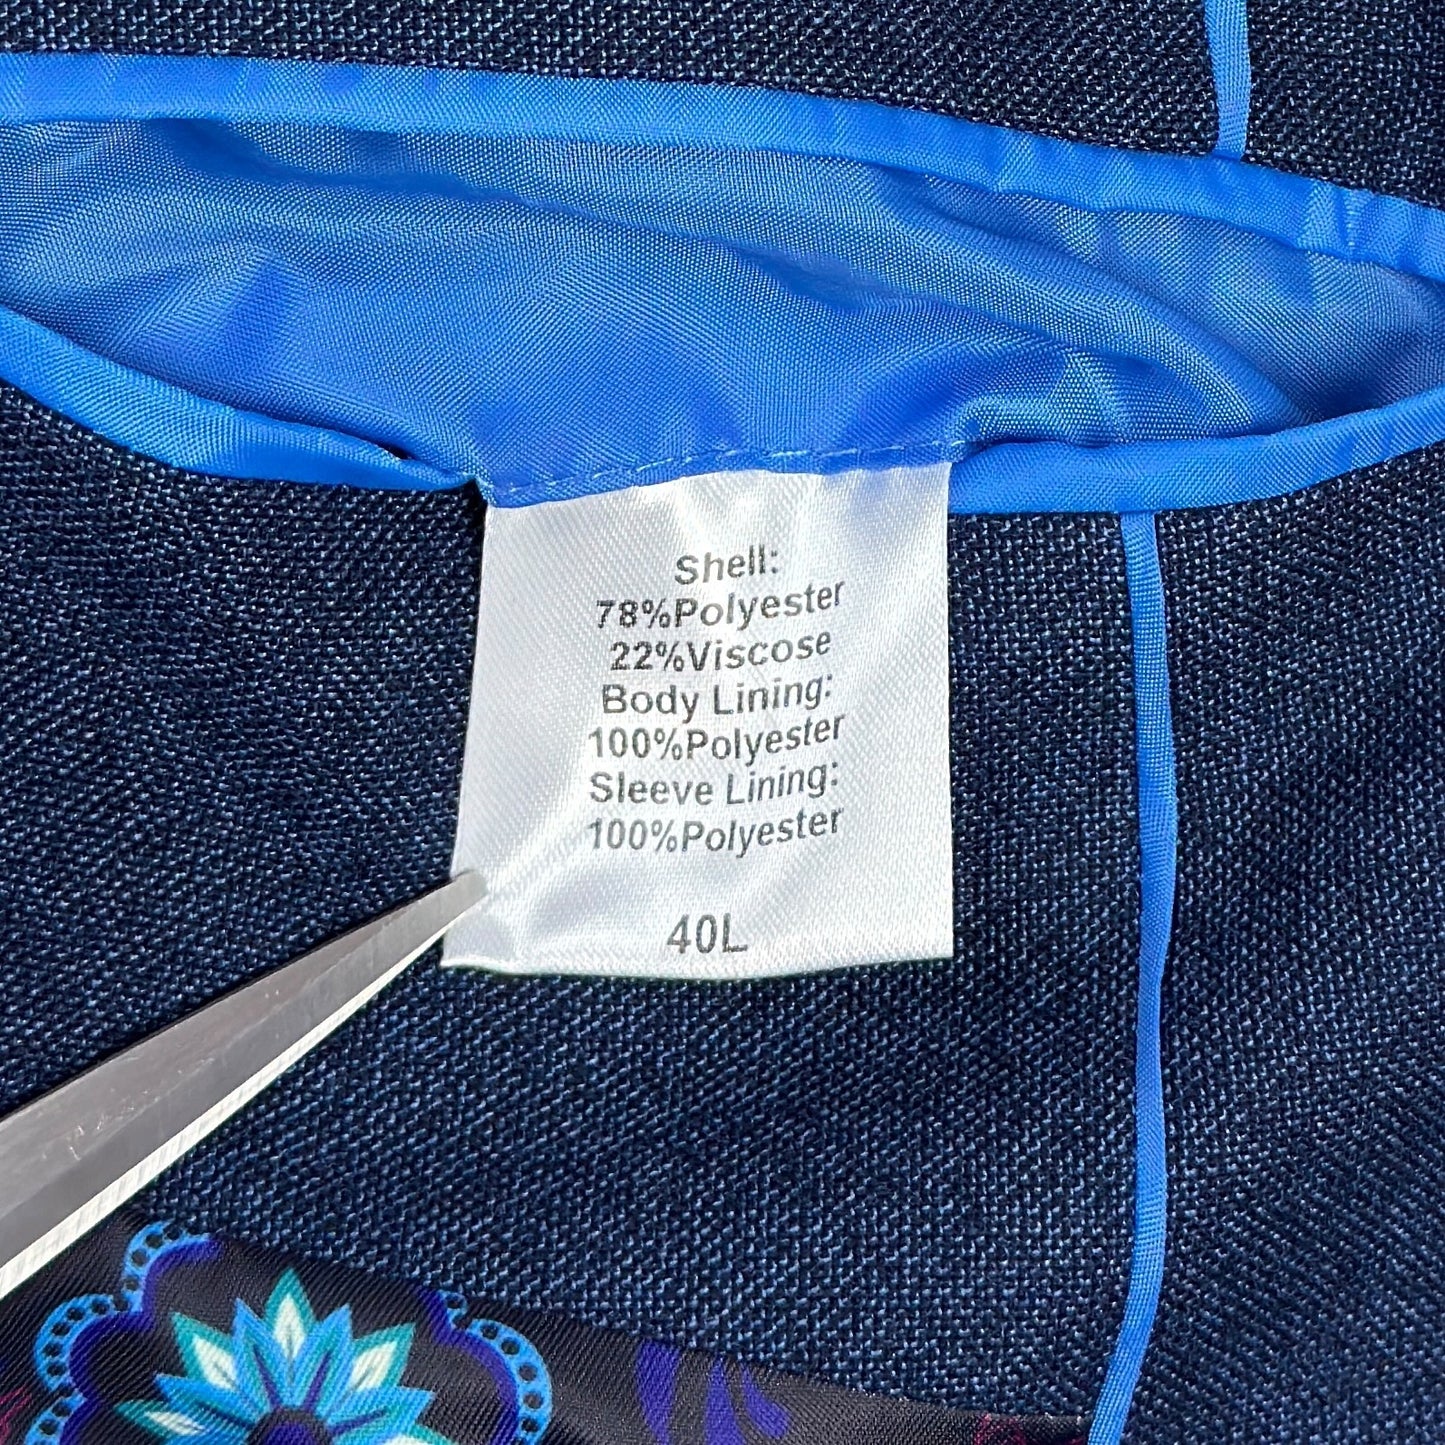 Shell:
78%Polyester
22%Viscose
Body Lining:
100%Polyester
Sleeve Lining:
100%Polyester
40L